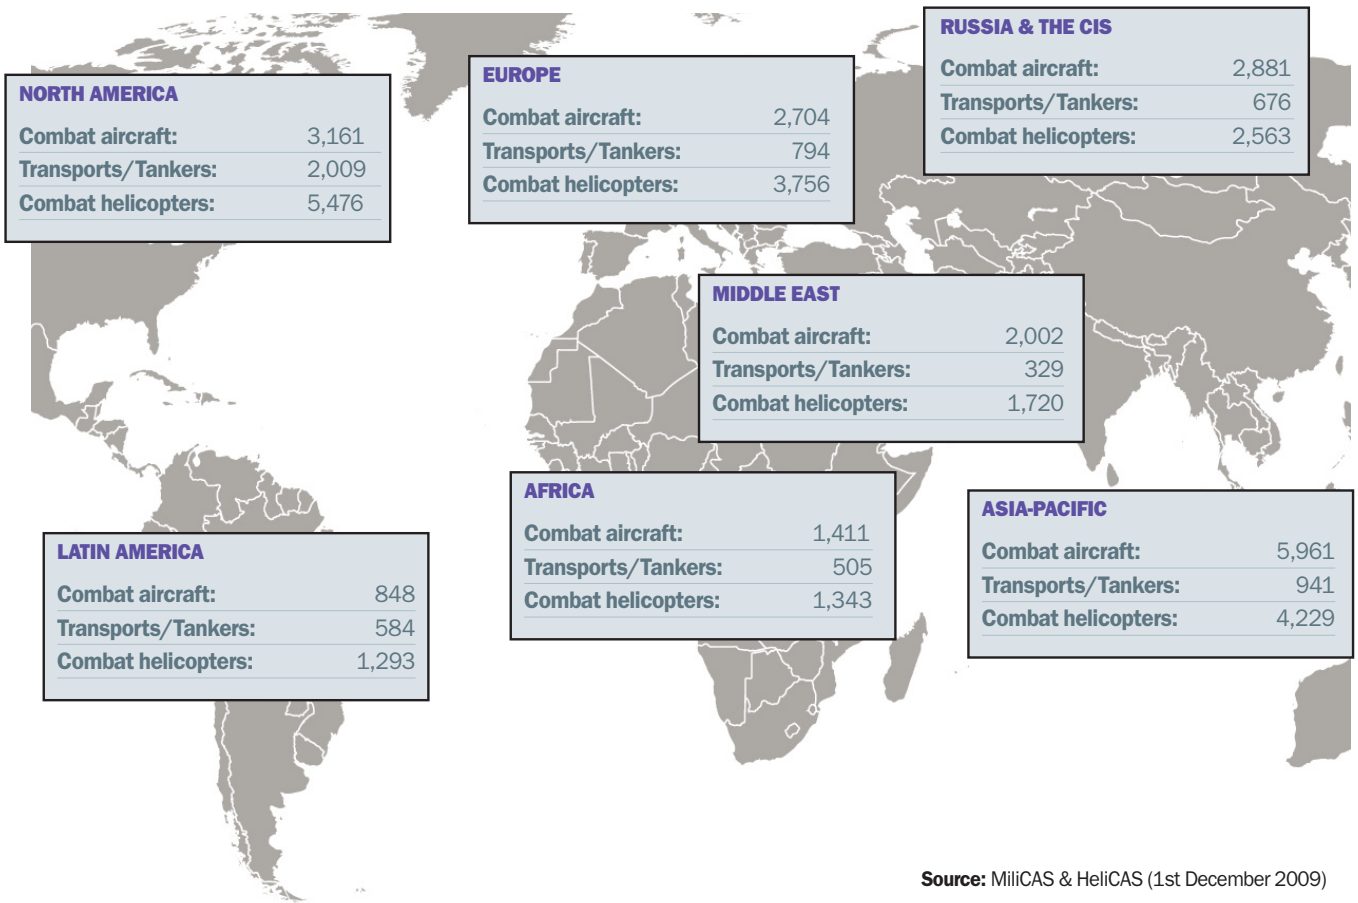 NORTH AMERICA
Combat aircraft: 3,161
Transports/Tankers: 2,009
Combat helicopters: 5,476
EUROPE
Combat aircraft: 2,704
Transports/Tankers: 794
Combat helicopters: 3,756
RUSSIA & THE CIS
Combat aircraft: 2,881
Transports/Tankers: 676
Combat helicopters: 2,563
MIDDLE EAST
Combat aircraft: 2,002
Transports/Tankers: 329
Combat helicopters: 1,720
LATIN AMERICA
Combat aircraft: 848
Transports/Tankers: 584
Combat helicopters: 1,293
AFRICA
Combat aircraft: 1,411
Transports/Tankers: 505
Combat helicopters: 1,343
ASIA-PACIFIC
Combat aircraft: 5,961
Transports/Tankers: 941
Combat helicopters: 4,229
Source: MiliCAS & HeliCAS (1st December 2009)